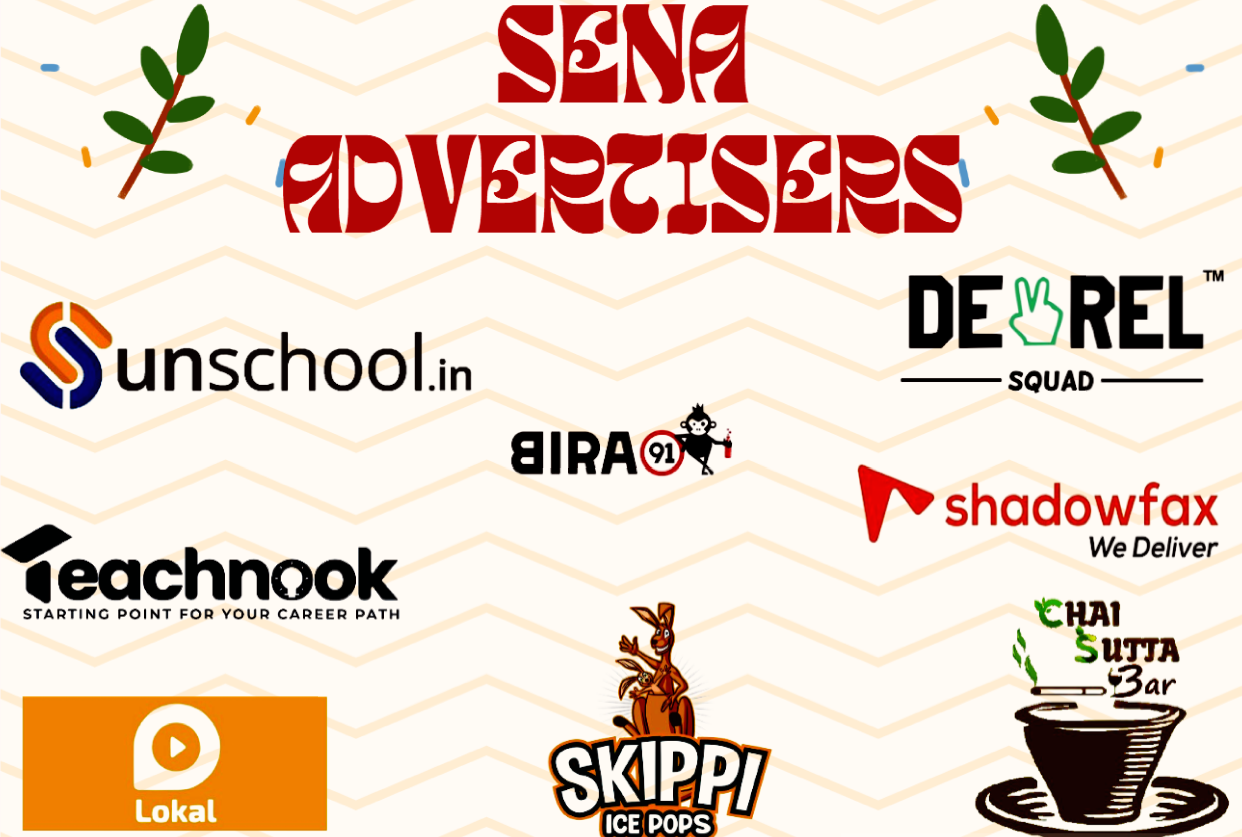 SENA
ADVERTISERS
Sunschool.in
DEVREL™
SQUAD
BIRA 91
shadowfax
We Deliver
Teachnook
STARTING POINT FOR YOUR CAREER PATH
CHAI
SUTTA
Bar
Lokal
SKIPPI
ICE POPS